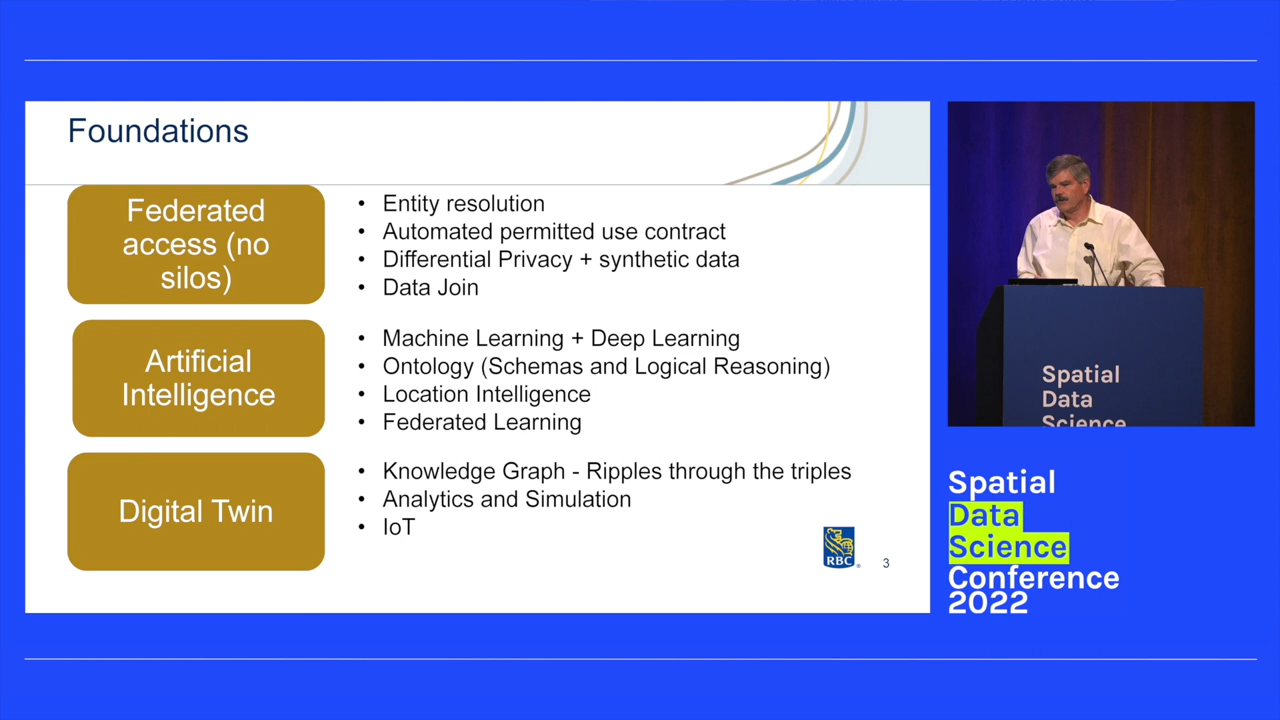 Foundations
Federated
access (no
silos)
• Entity resolution
• Automated permitted use contract
• Differential Privacy + synthetic data
• Data Join
Artificial
Intelligence
• Machine Learning + Deep Learning
• Ontology (Schemas and Logical Reasoning)
• Location Intelligence
• Federated Learning
Digital Twin
• Knowledge Graph - Ripples through the triples
• Analytics and Simulation
• IoT
RBC
®
3
Spatial
Data
Science
Spatial
Data
Science
Conference
2022